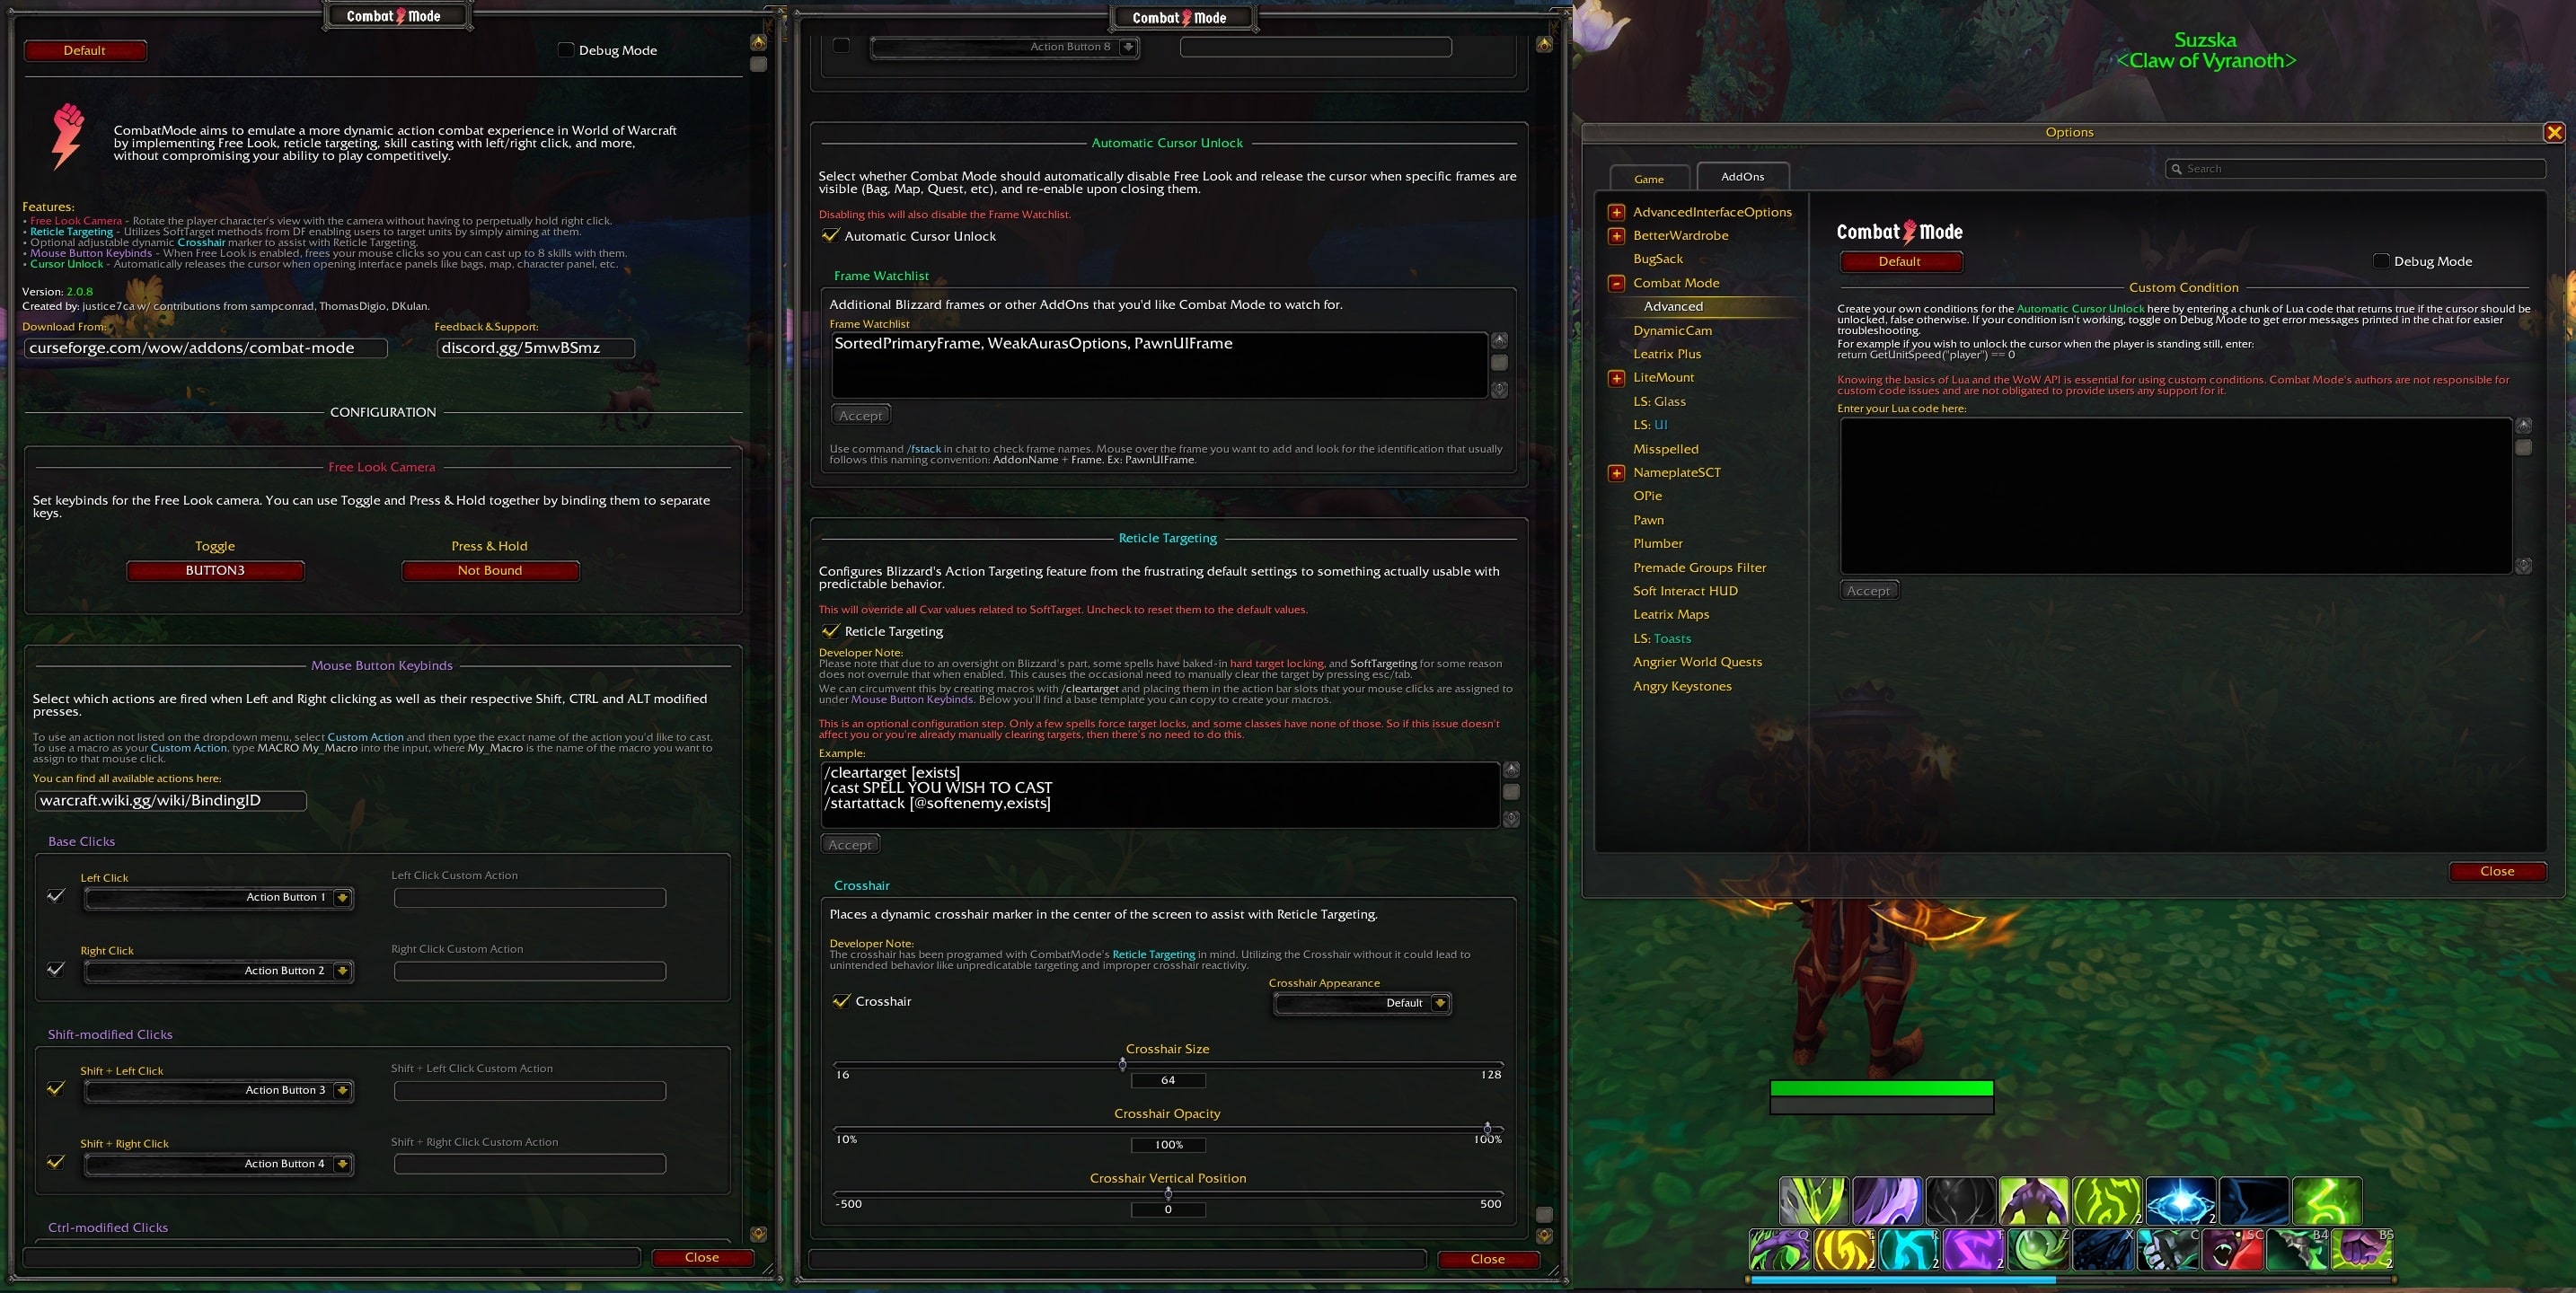 Combat Mode
Default
Debug Mode
CombatMode aims to emulate a more dynamic action combat experience in World of Warcraft
by implementing Free Look, reticle targeting, skill casting with left/right click, and more,
without compromising your ability to play competitively.
Features:
• Free Look Camera - Rotate the player character's view with the camera without having to perpetually hold right click.
• Reticle Targeting - Utilizes SoftTarget methods from DF enabling users to target units by simply aiming at them.
• Optional adjustable dynamic Crosshair marker to assist with Reticle Targeting.
• Mouse Button Keybinds - When Free Look is enabled, frees your mouse clicks so you can cast up to 8 skills with them.
• Cursor Unlock - Automatically releases the cursor when opening interface panels like bags, map, character panel, etc.
Version: 2.0.8
Created by: justice7ca w/ contributions from sampconrad, ThomasDigio, DKulan.
Download From:
Feedback & Support:
curseforge.com/wow/addons/combat-mode
discord.gg/5mwBSmz
CONFIGURATION
Free Look Camera
Set keybinds for the Free Look camera. You can use Toggle and Press & Hold together by binding them to separate
keys.
Toggle
Press & Hold
BUTTON3
Not Bound
Mouse Button Keybinds
Select which actions are fired when Left and Right clicking as well as their respective Shift, CTRL and ALT modified
presses.
To use an action not listed on the dropdown menu, select Custom Action and then type the exact name of the action you'd like to cast.
To use a macro as your Custom Action, type MACRO My_Macro into the input, where My_Macro is the name of the macro you want to
assign to that mouse click.
You can find all available actions here:
warcraft.wiki.gg/wiki/BindingID
Base Clicks
Left Click
Left Click Custom Action
Action Button 1
Right Click
Right Click Custom Action
Action Button 2
Shift-modified Clicks
Shift + Left Click
Shift + Left Click Custom Action
Action Button 3
Shift + Right Click
Shift + Right Click Custom Action
Action Button 4
Ctrl-modified Clicks
Close
Combat Mode
Action Button 8
Automatic Cursor Unlock
Select whether Combat Mode should automatically disable Free Look and release the cursor when specific frames are
visible (Bag, Map, Quest, etc), and re-enable upon closing them.
Disabling this will also disable the Frame Watchlist.
Automatic Cursor Unlock
Frame Watchlist
Additional Blizzard frames or other AddOns that you'd like Combat Mode to watch for.
Frame Watchlist
SortedPrimaryFrame, WeakAurasOptions, PawnUIFrame
Accept
Use command /fstack in chat to check frame names. Mouse over the frame you want to add and look for the identification that usually
follows this naming convention: AddonName + Frame. Ex: PawnUIFrame.
Reticle Targeting
Configures Blizzard's Action Targeting feature from the frustrating default settings to something actually usable with
predictable behavior.
This will override all Cvar values related to SoftTarget. Uncheck to reset them to the default values.
Reticle Targeting
Developer Note:
Please note that due to an oversight on Blizzard's part, some spells have baked-in hard target locking, and SoftTargeting for some reason
does not overrule that when enabled. This causes the occasional need to manually clear the target by pressing esc/tab.
We can circumvent this by creating macros with /cleartarget and placing them in the action bar slots that your mouse clicks are assigned to
under Mouse Button Keybinds. Below you'll find a base template you can copy to create your macros.
This is an optional configuration step. Only a few spells force target locks, and some classes have none of those. So if this issue doesn't
affect you or you're already manually clearing targets, then there's no need to do this.
Example:
/cleartarget [exists]
/cast SPELL YOU WISH TO CAST
/startattack [@softenemy,exists]
Accept
Crosshair
Places a dynamic crosshair marker in the center of the screen to assist with Reticle Targeting.
Developer Note:
The crosshair has been programed with CombatMode's Reticle Targeting in mind. Utilizing the Crosshair without it could lead to
unintended behavior like unpredicatable targeting and improper crosshair reactivity.
Crosshair Appearance
Crosshair
Default
Crosshair Size
16
64
128
Crosshair Opacity
10%
100%
100%
Crosshair Vertical Position
-500
0
500
Close
Suzska
<Claw of Vyranoth>
Options
Game
AddOns
Search
AdvancedInterfaceOptions
BetterWardrobe
BugSack
Combat Mode
Advanced
DynamicCam
Leatrix Plus
LiteMount
LS: Glass
LS: UI
Misspelled
NameplateSCT
OPie
Pawn
Plumber
Premade Groups Filter
Soft Interact HUD
Leatrix Maps
LS: Toasts
Angrier World Quests
Angry Keystones
Combat Mode
Default
Debug Mode
Custom Condition
Create your own conditions for the Automatic Cursor Unlock here by entering a chunk of Lua code that returns true if the cursor should be
unlocked, false otherwise. If your condition isn't working, toggle on Debug Mode to get error messages printed in the chat for easier
troubleshooting.
For example if you wish to unlock the cursor when the player is standing still, enter:
return GetUnitSpeed("player") == 0
Knowing the basics of Lua and the WoW API is essential for using custom conditions. Combat Mode's authors are not responsible for
custom code issues and are not obligated to provide users any support for it.
Enter your Lua code here:
Accept
Close
2
2
Q
2
2
2
Z
X
C
SC
B4
B5
2